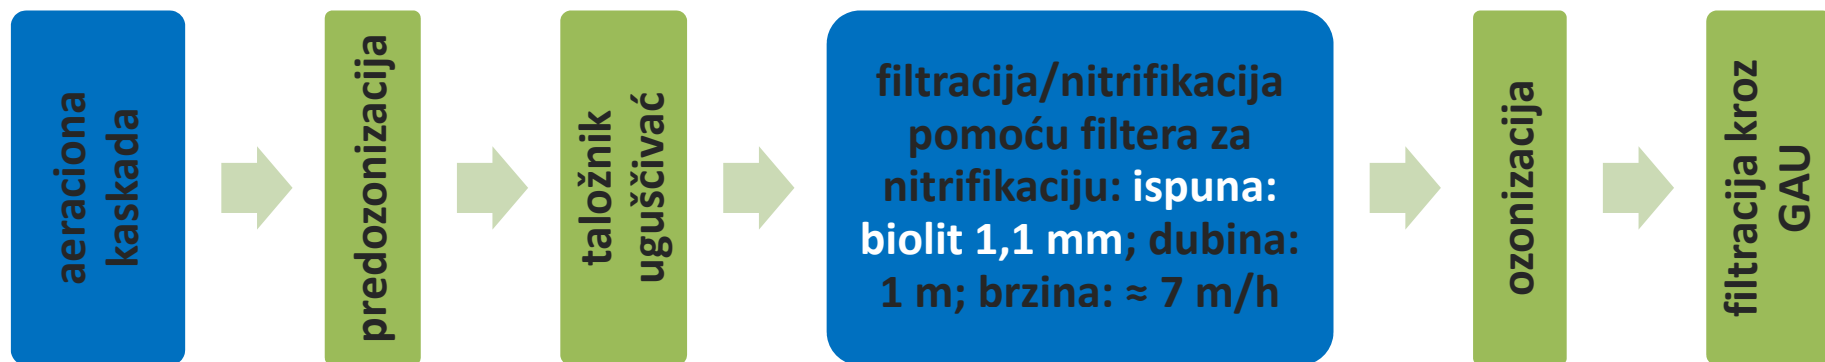 aeraciona
kaskada
predozonizacija
taložnik
ugušćivač
filtracija/nitrifikacija
pomoću filtera za
nitrifikaciju: ispuna:
biolit 1,1 mm; dubina:
1 m; brzina: ≈ 7 m/h
ozonizacija
filtracija kroz
GAU